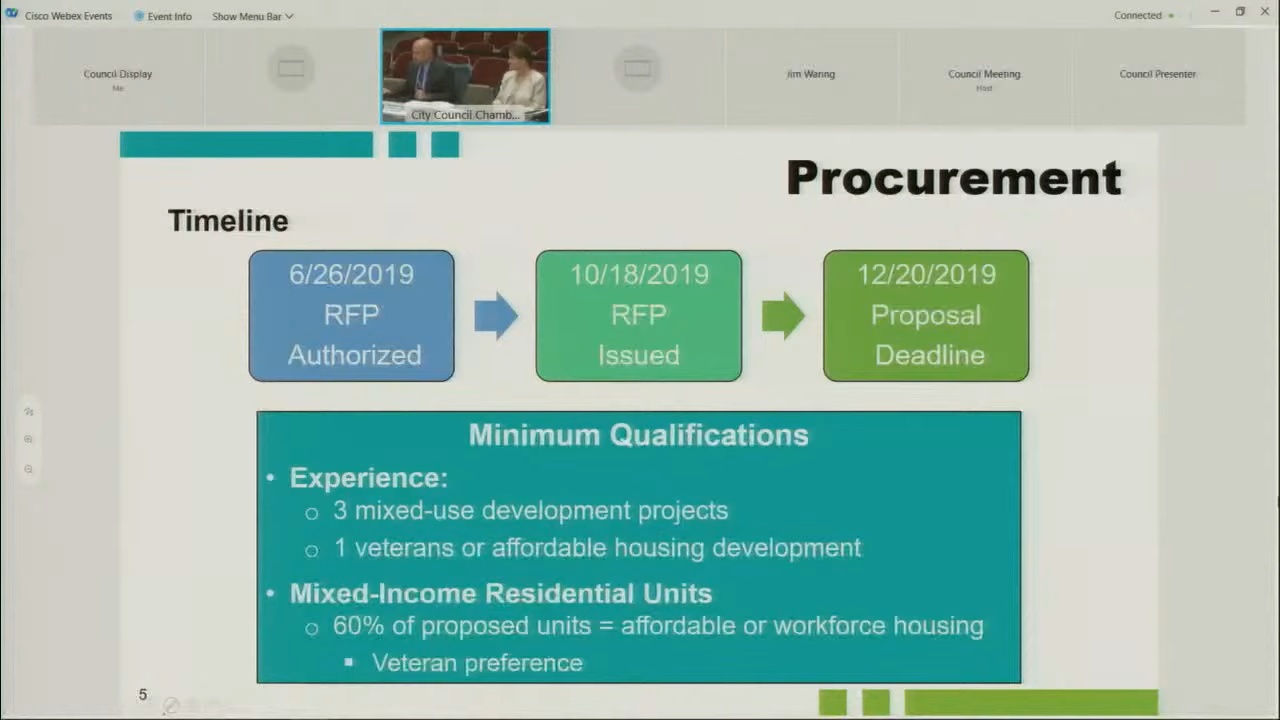 Cisco Webex Events
Event Info
Show Menu Bar
Connected
Council Display
Me
City Council Chamb...
Jim Waring
Council Meeting
Host
Council Presenter
Procurement
Timeline
6/26/2019
RFP
Authorized
10/18/2019
RFP
Issued
12/20/2019
Proposal
Deadline
Minimum Qualifications
• Experience:
o 3 mixed-use development projects
o 1 veterans or affordable housing development
• Mixed-Income Residential Units
o 60% of proposed units = affordable or workforce housing
▪ Veteran preference
5